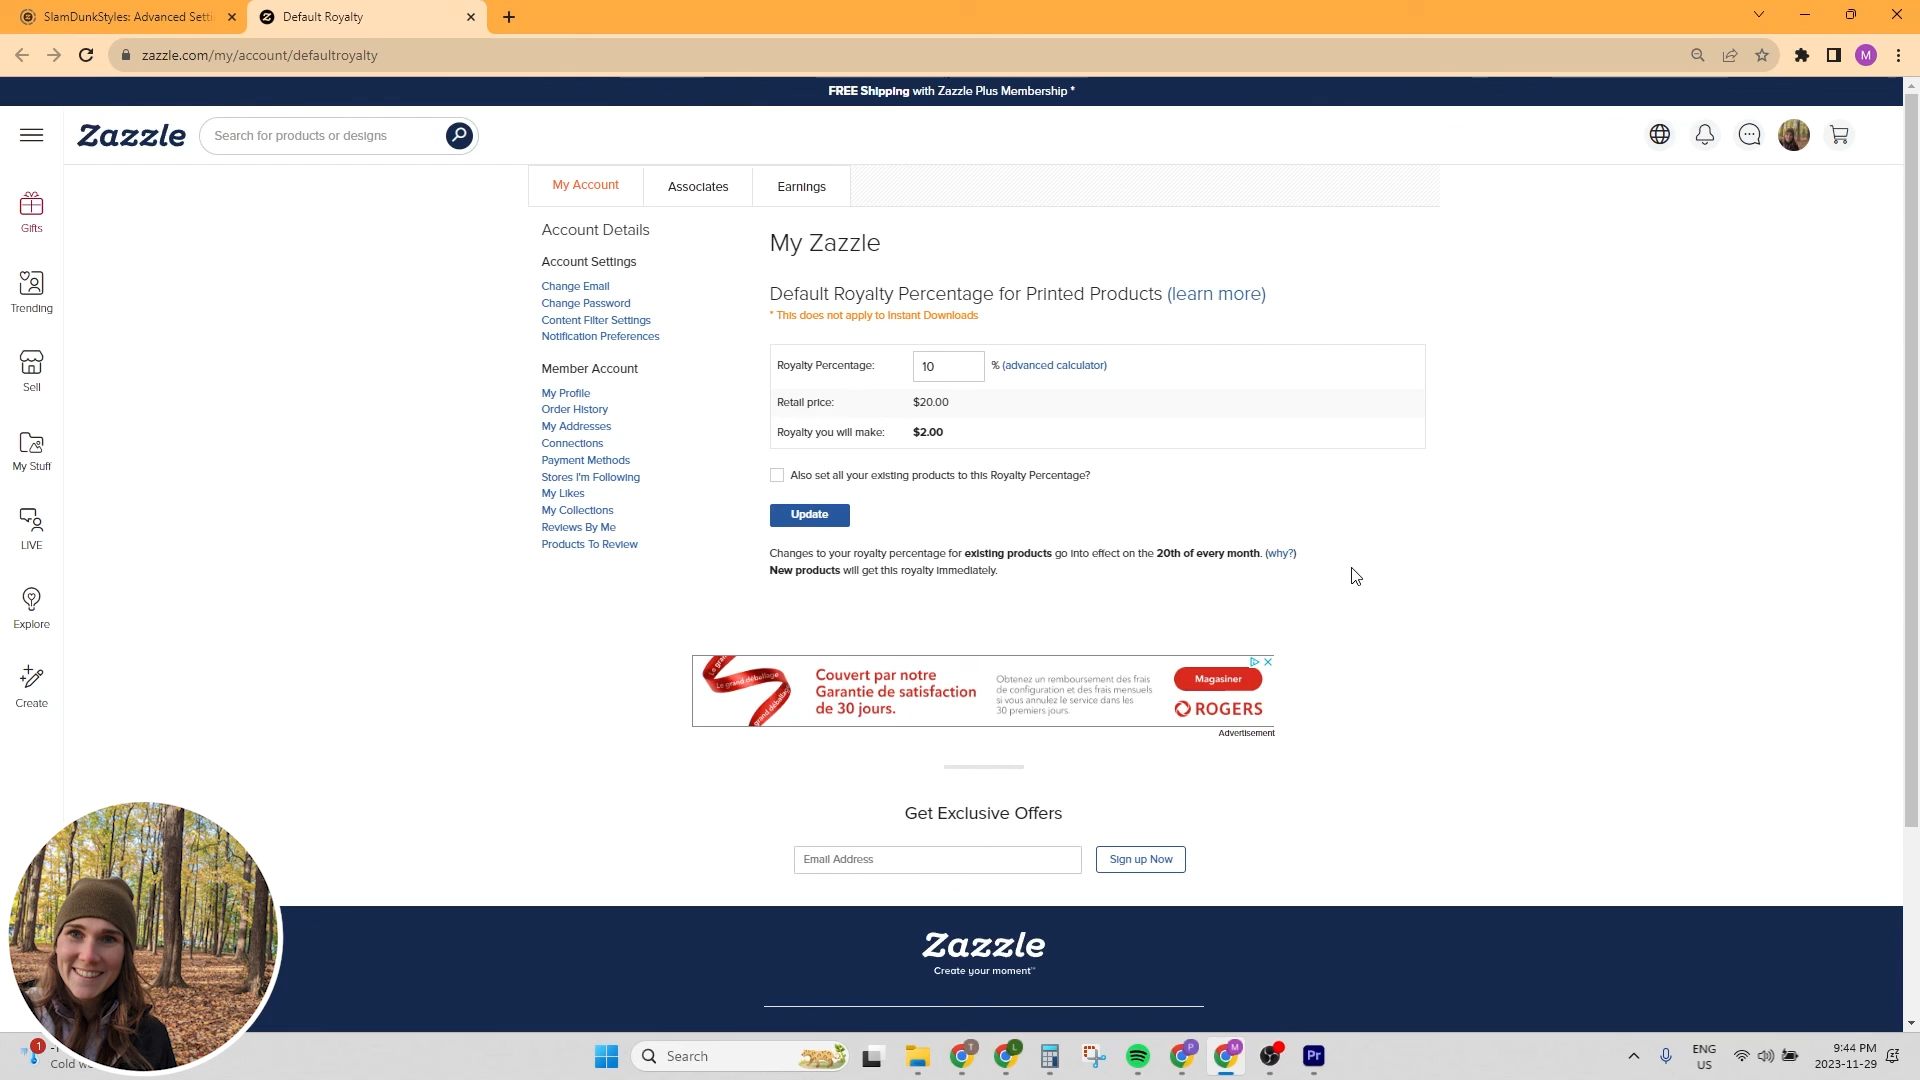 SlamDunkStyles: Advanced Setti
Default Royalty
zazzle.com/my/account/defaultroyalty
M
FREE Shipping with Zazzle Plus Membership *
Zazzle
Search for products or designs
My Account
Associates
Earnings
Gifts
Trending
Sell
My Stuff
LIVE
Explore
Create
Account Details
Account Settings
Change Email
Change Password
Content Filter Settings
Notification Preferences
Member Account
My Profile
Order History
My Addresses
Connections
Payment Methods
Stores I'm Following
My Likes
My Collections
Reviews By Me
Products To Review
My Zazzle
Default Royalty Percentage for Printed Products (learn more)
* This does not apply to Instant Downloads
Royalty Percentage: 10 % (advanced calculator)
Retail price: $20.00
Royalty you will make: $2.00
Also set all your existing products to this Royalty Percentage?
Update
Changes to your royalty percentage for existing products go into effect on the 20th of every month. (why?)
New products will get this royalty immediately.
Le grand déballage
Couvert par notre
Garantie de satisfaction
de 30 jours.
Obtenez un remboursement des frais
de configuration et des frais mensuels
si vous annulez le service dans les
30 premiers jours.
Magasiner
ROGERS
Advertisement
Get Exclusive Offers
Email Address
Sign up Now
Zazzle
Create your moment™
1
Cold
Search
T
L
P
M
Pr
ENG
US
9:44 PM
2023-11-29